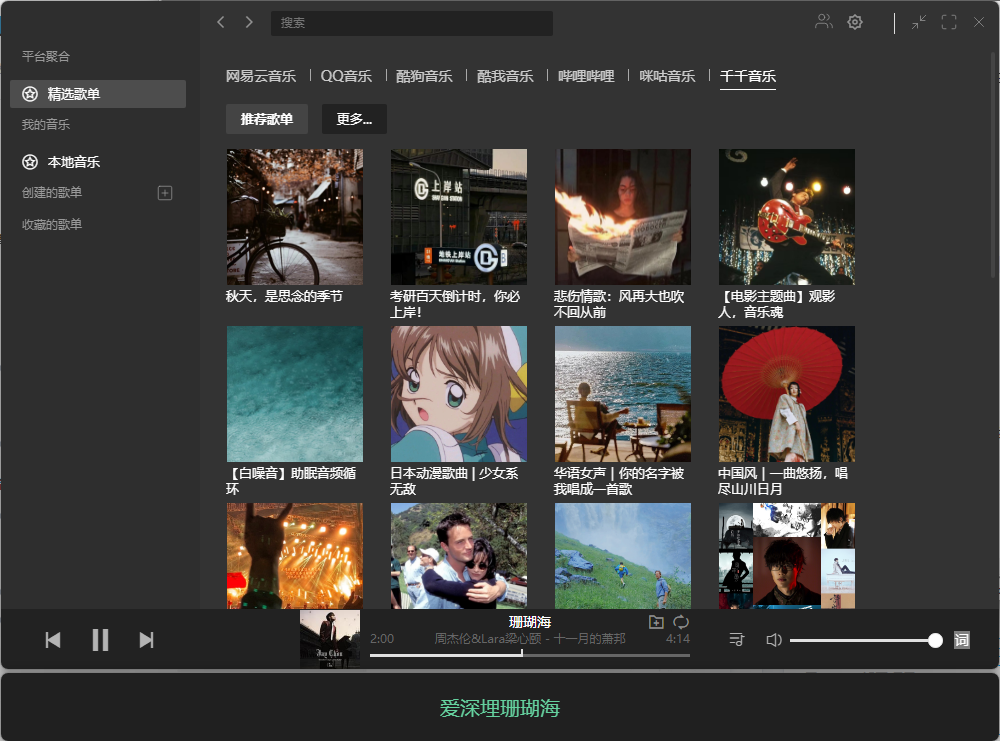 搜索
平台聚合
精选歌单
我的音乐
本地音乐
创建的歌单
收藏的歌单
网易云音乐 | QQ音乐 | 酷狗音乐 | 酷我音乐 | 哔哩哔哩 | 咪咕音乐 | 千千音乐
推荐歌单 更多...
上岸站
地铁上岸站
秋天，是思念的季节
考研百天倒计时，你必
上岸！
悲伤情歌：风再大也吹
不回从前
【电影主题曲】观影
人，音乐魂
【白噪音】助眠音频循
环
日本动漫歌曲 | 少女系
无敌
华语女声 | 你的名字被
我唱成一首歌
中国风 | 一曲悠扬，唱
尽山川日月
珊瑚海
2:00 周杰伦&Lara梁心颐 - 十一月的萧邦 4:14
Jay Chou
词
爱深埋珊瑚海